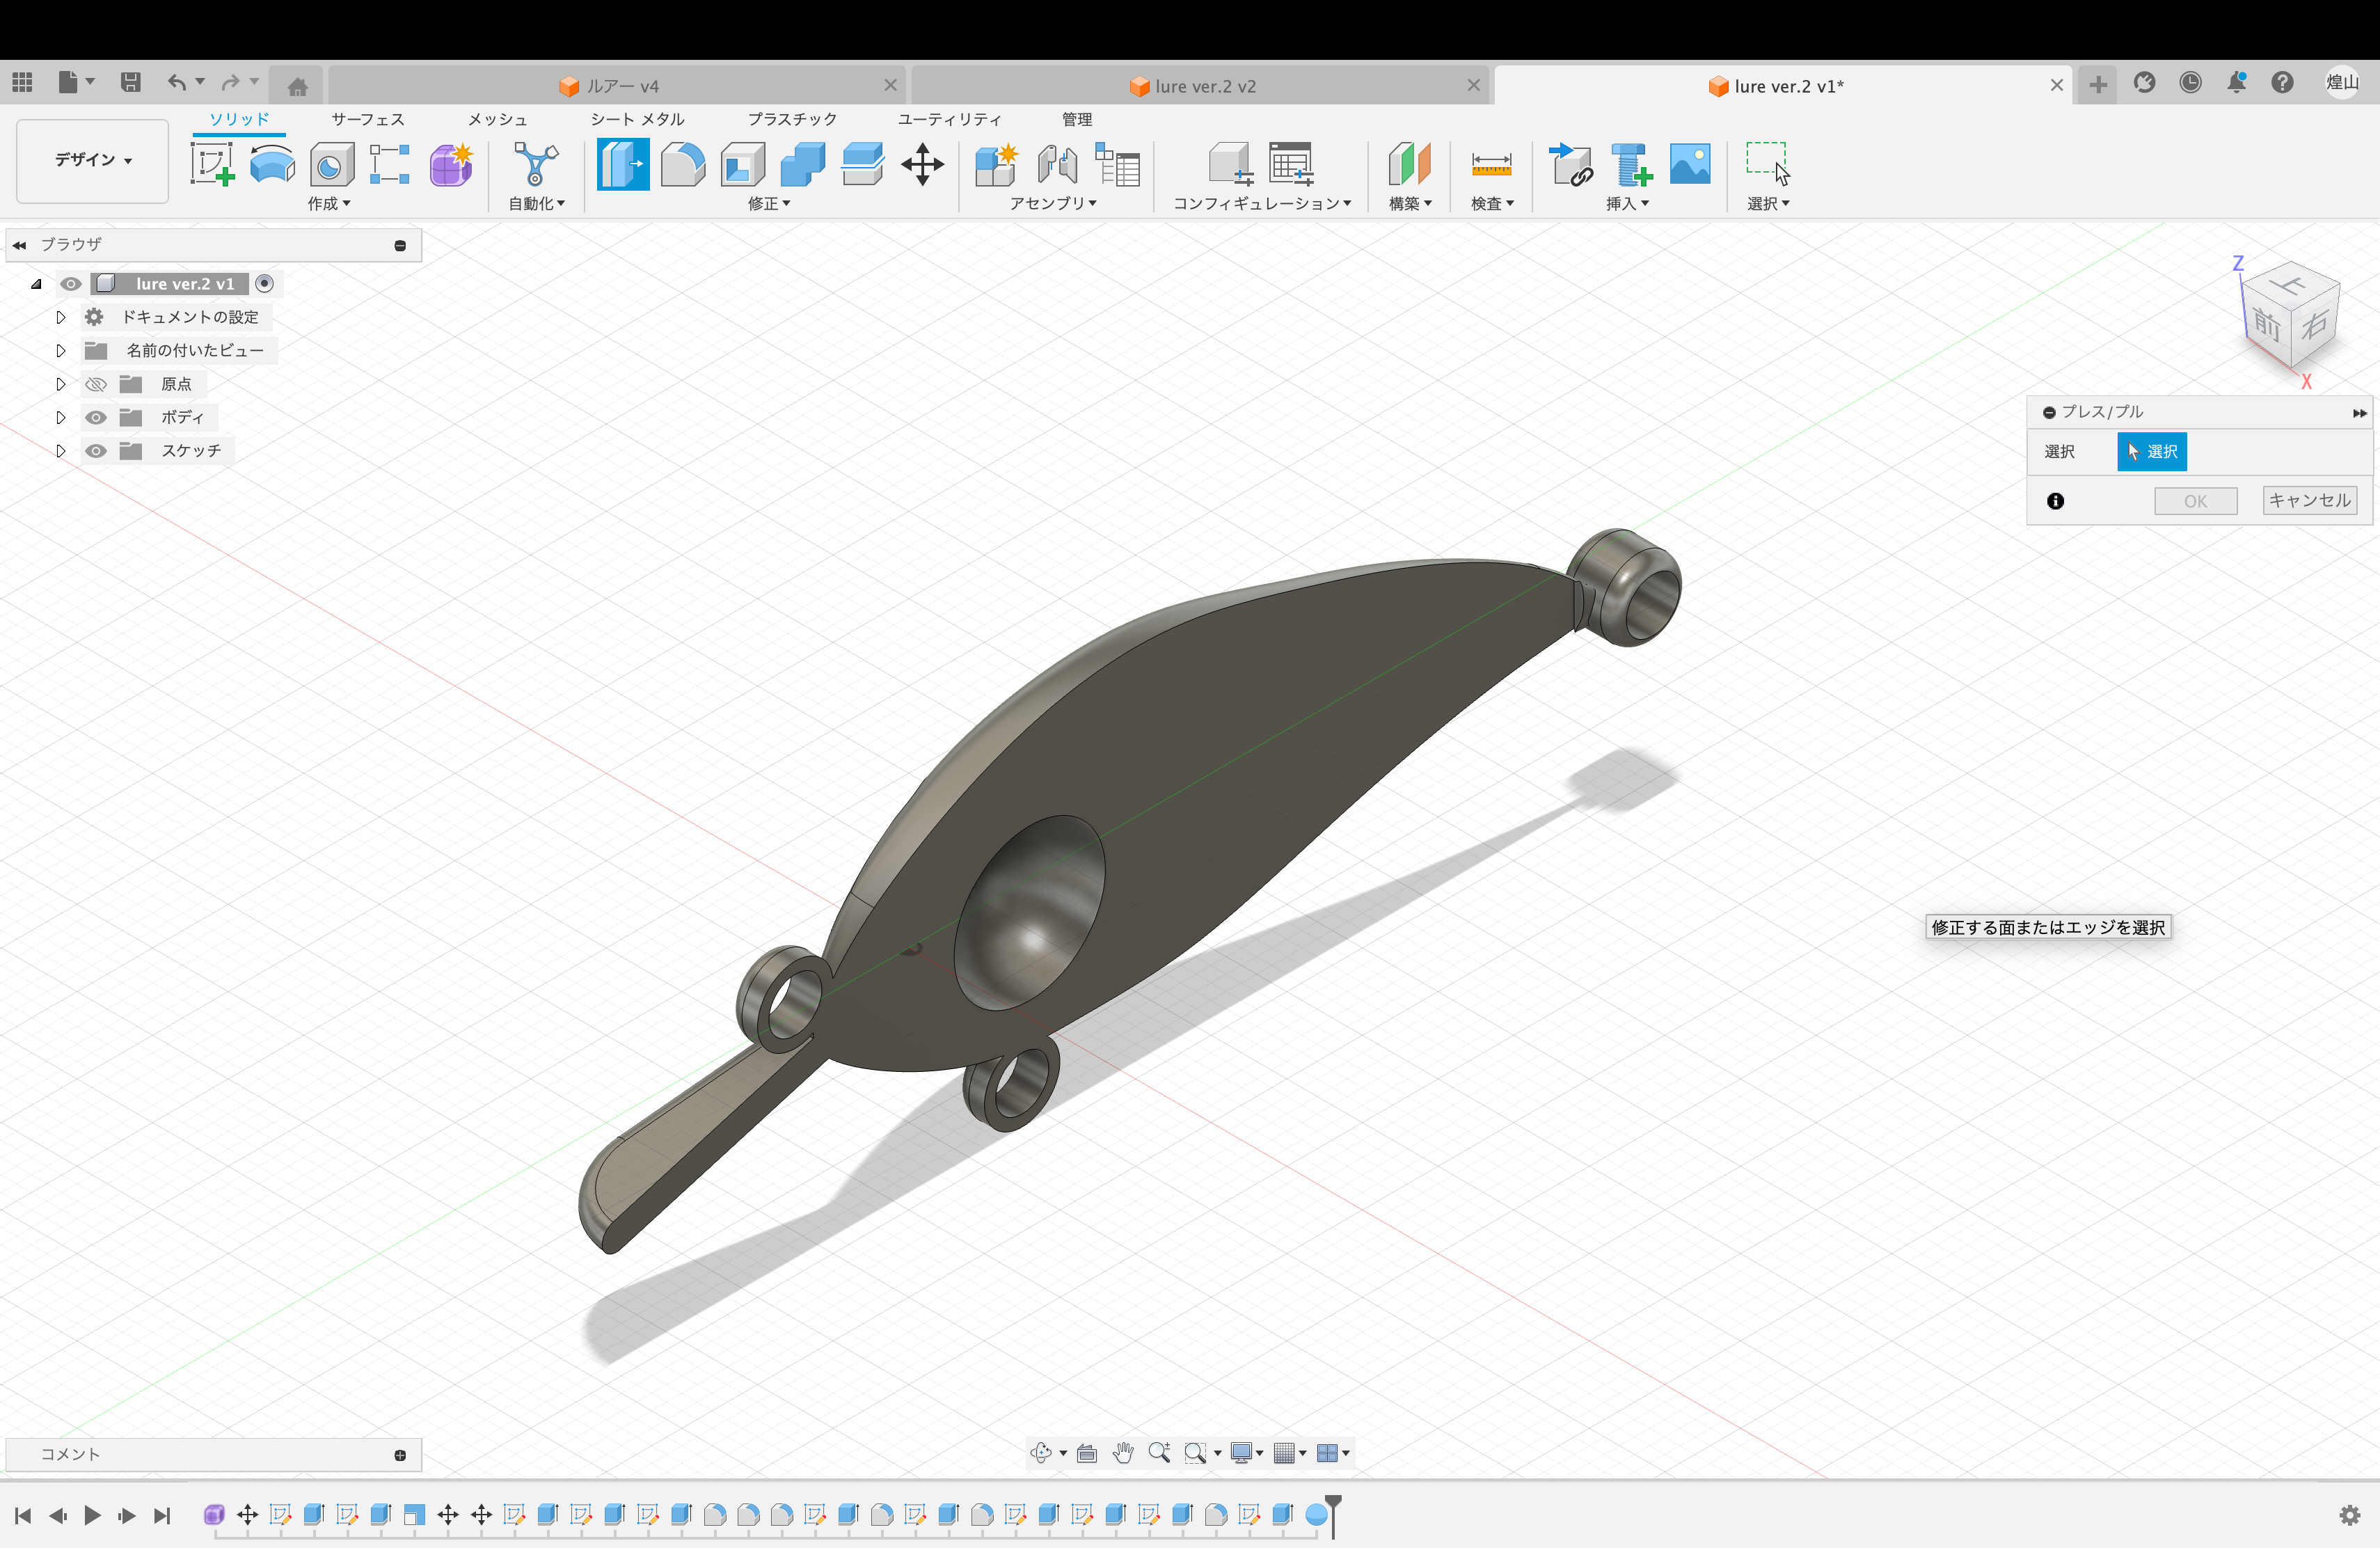 ルアー v4
lure ver.2 v2
lure ver.2 v1*
煌山
デザイン
ソリッド
サーフェス
メッシュ
シート メタル
プラスチック
ユーティリティ
管理
作成
自動化
修正
アセンブリ
コンフィギュレーション
構築
検査
挿入
選択
ブラウザ
lure ver.2 v1
ドキュメントの設定
名前の付いたビュー
原点
ボディ
スケッチ
Z
上
前
右
X
プレス/プル
選択
選択
OK
キャンセル
修正する面またはエッジを選択
コメント